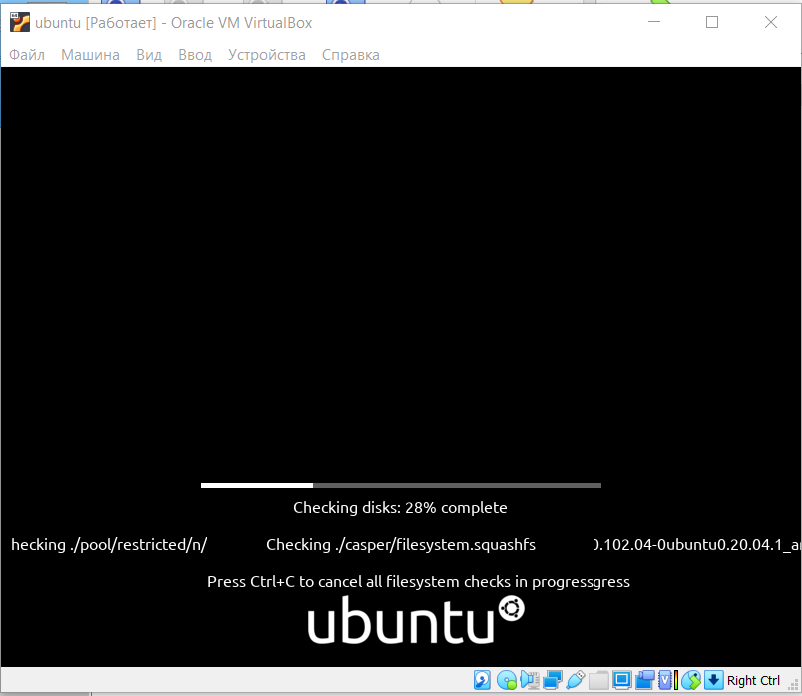 ubuntu [Работает] - Oracle VM VirtualBox
Файл Машина Вид Ввод Устройства Справка
Checking disks: 28% complete
hecking ./pool/restricted/n/ Checking ./casper/filesystem.squashfs 0.102.04-0ubuntu0.20.04.1_a
Press Ctrl+C to cancel all filesystem checks in progressgress
ubuntu
Right Ctrl